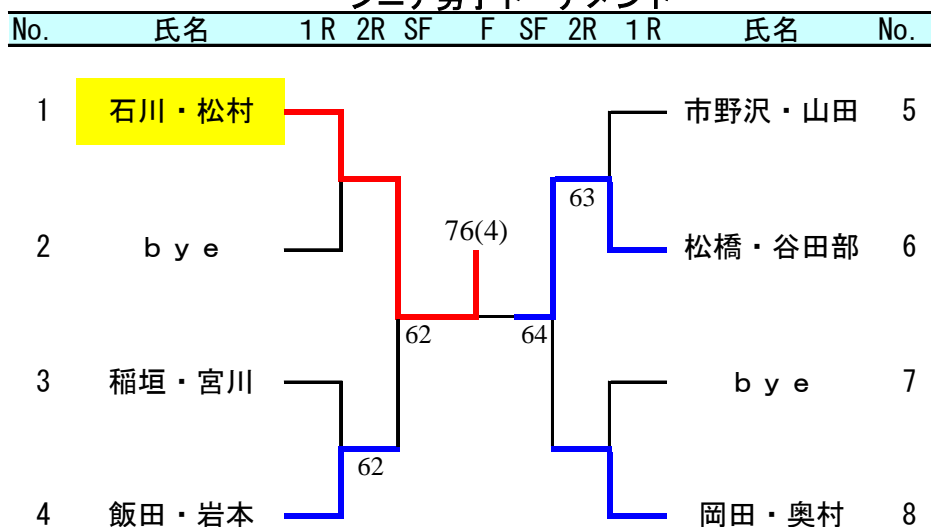 No. 氏名 1R 2R SF F SF 2R 1R 氏名 No.
1 石川・松村 市野沢・山田 5
63
76(4)
2 bye 松橋・谷田部 6
62 64
3 稲垣・宮川 bye 7
62
4 飯田・岩本 岡田・奥村 8